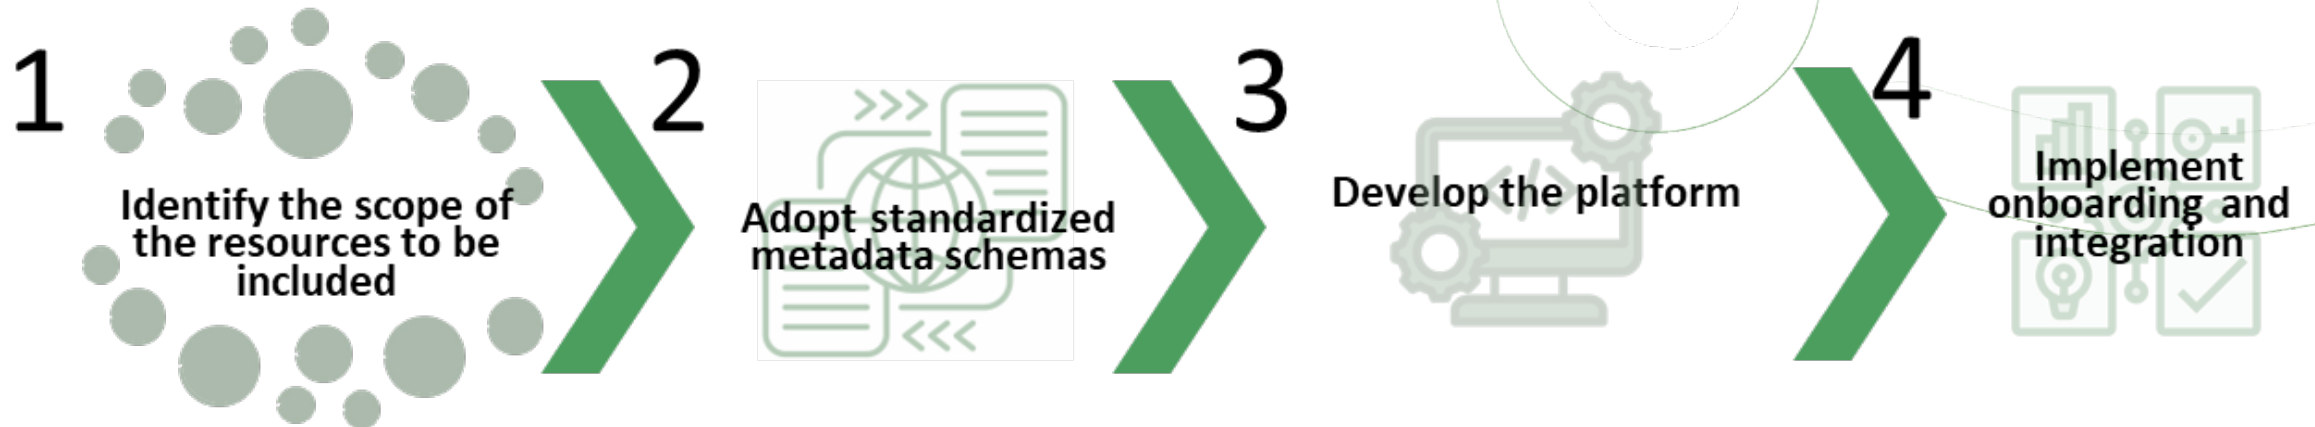 1
Identify the scope of
the resources to be
included
2
Adopt standardized
metadata schemas
3
Develop the platform
4
Implement
onboarding and
integration